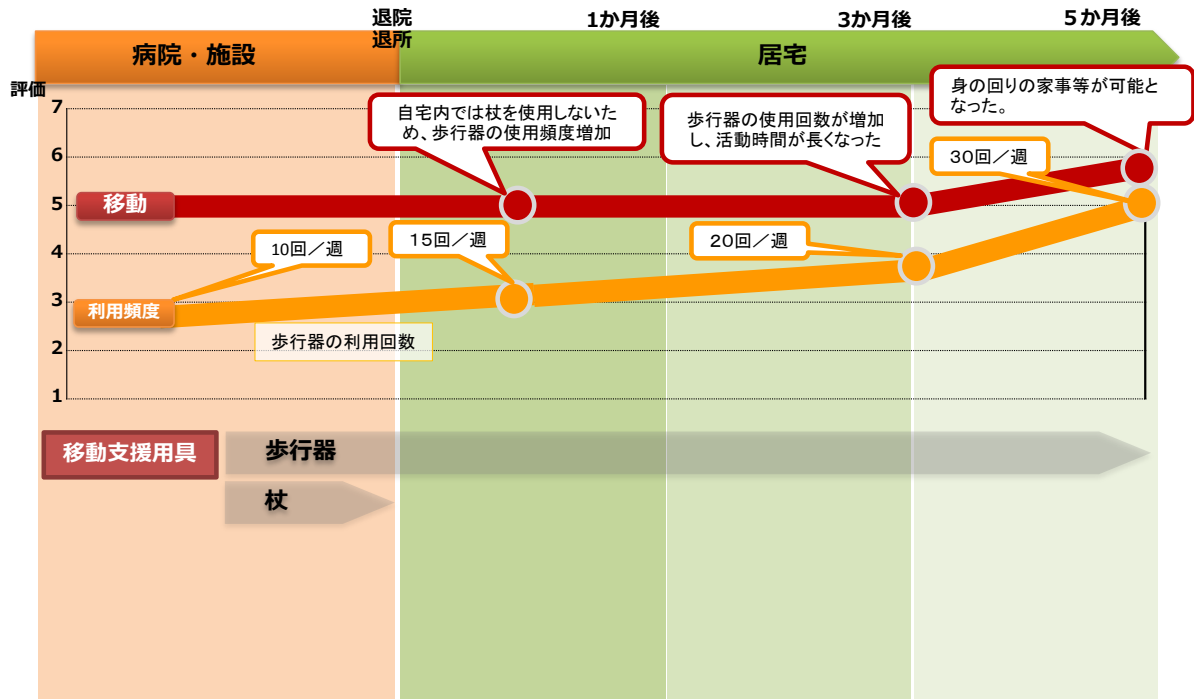 退院
退所
1か月後
3か月後
５か月後
病院・施設
居宅
評価
7
6
5
4
3
2
1
自宅内では杖を使用しないた
め、歩行器の使用頻度増加
歩行器の使用回数が増加
し、活動時間が長くなった
身の回りの家事等が可能と
なった。
移動
10回／週
15回／週
20回／週
30回／週
利用頻度
歩行器の利用回数
移動支援用具
歩行器
杖